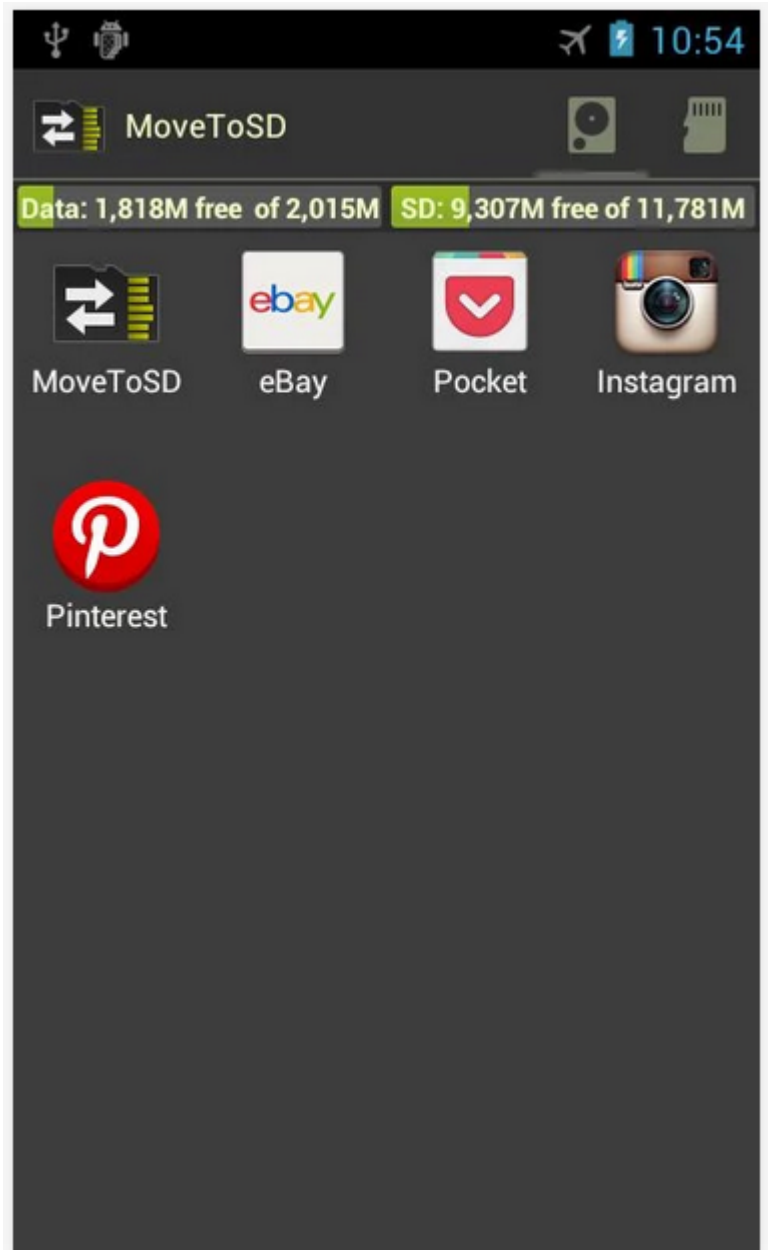 10:54
MoveToSD
Data: 1,818M free of 2,015M SD: 9,307M free of 11,781M
ebay
MoveToSD eBay Pocket Instagram
Pinterest